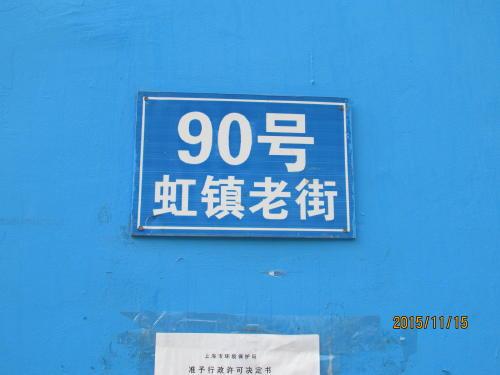 90号
虹镇老街
2015/11/15
上海市环境保护局
准予行政许可决定书